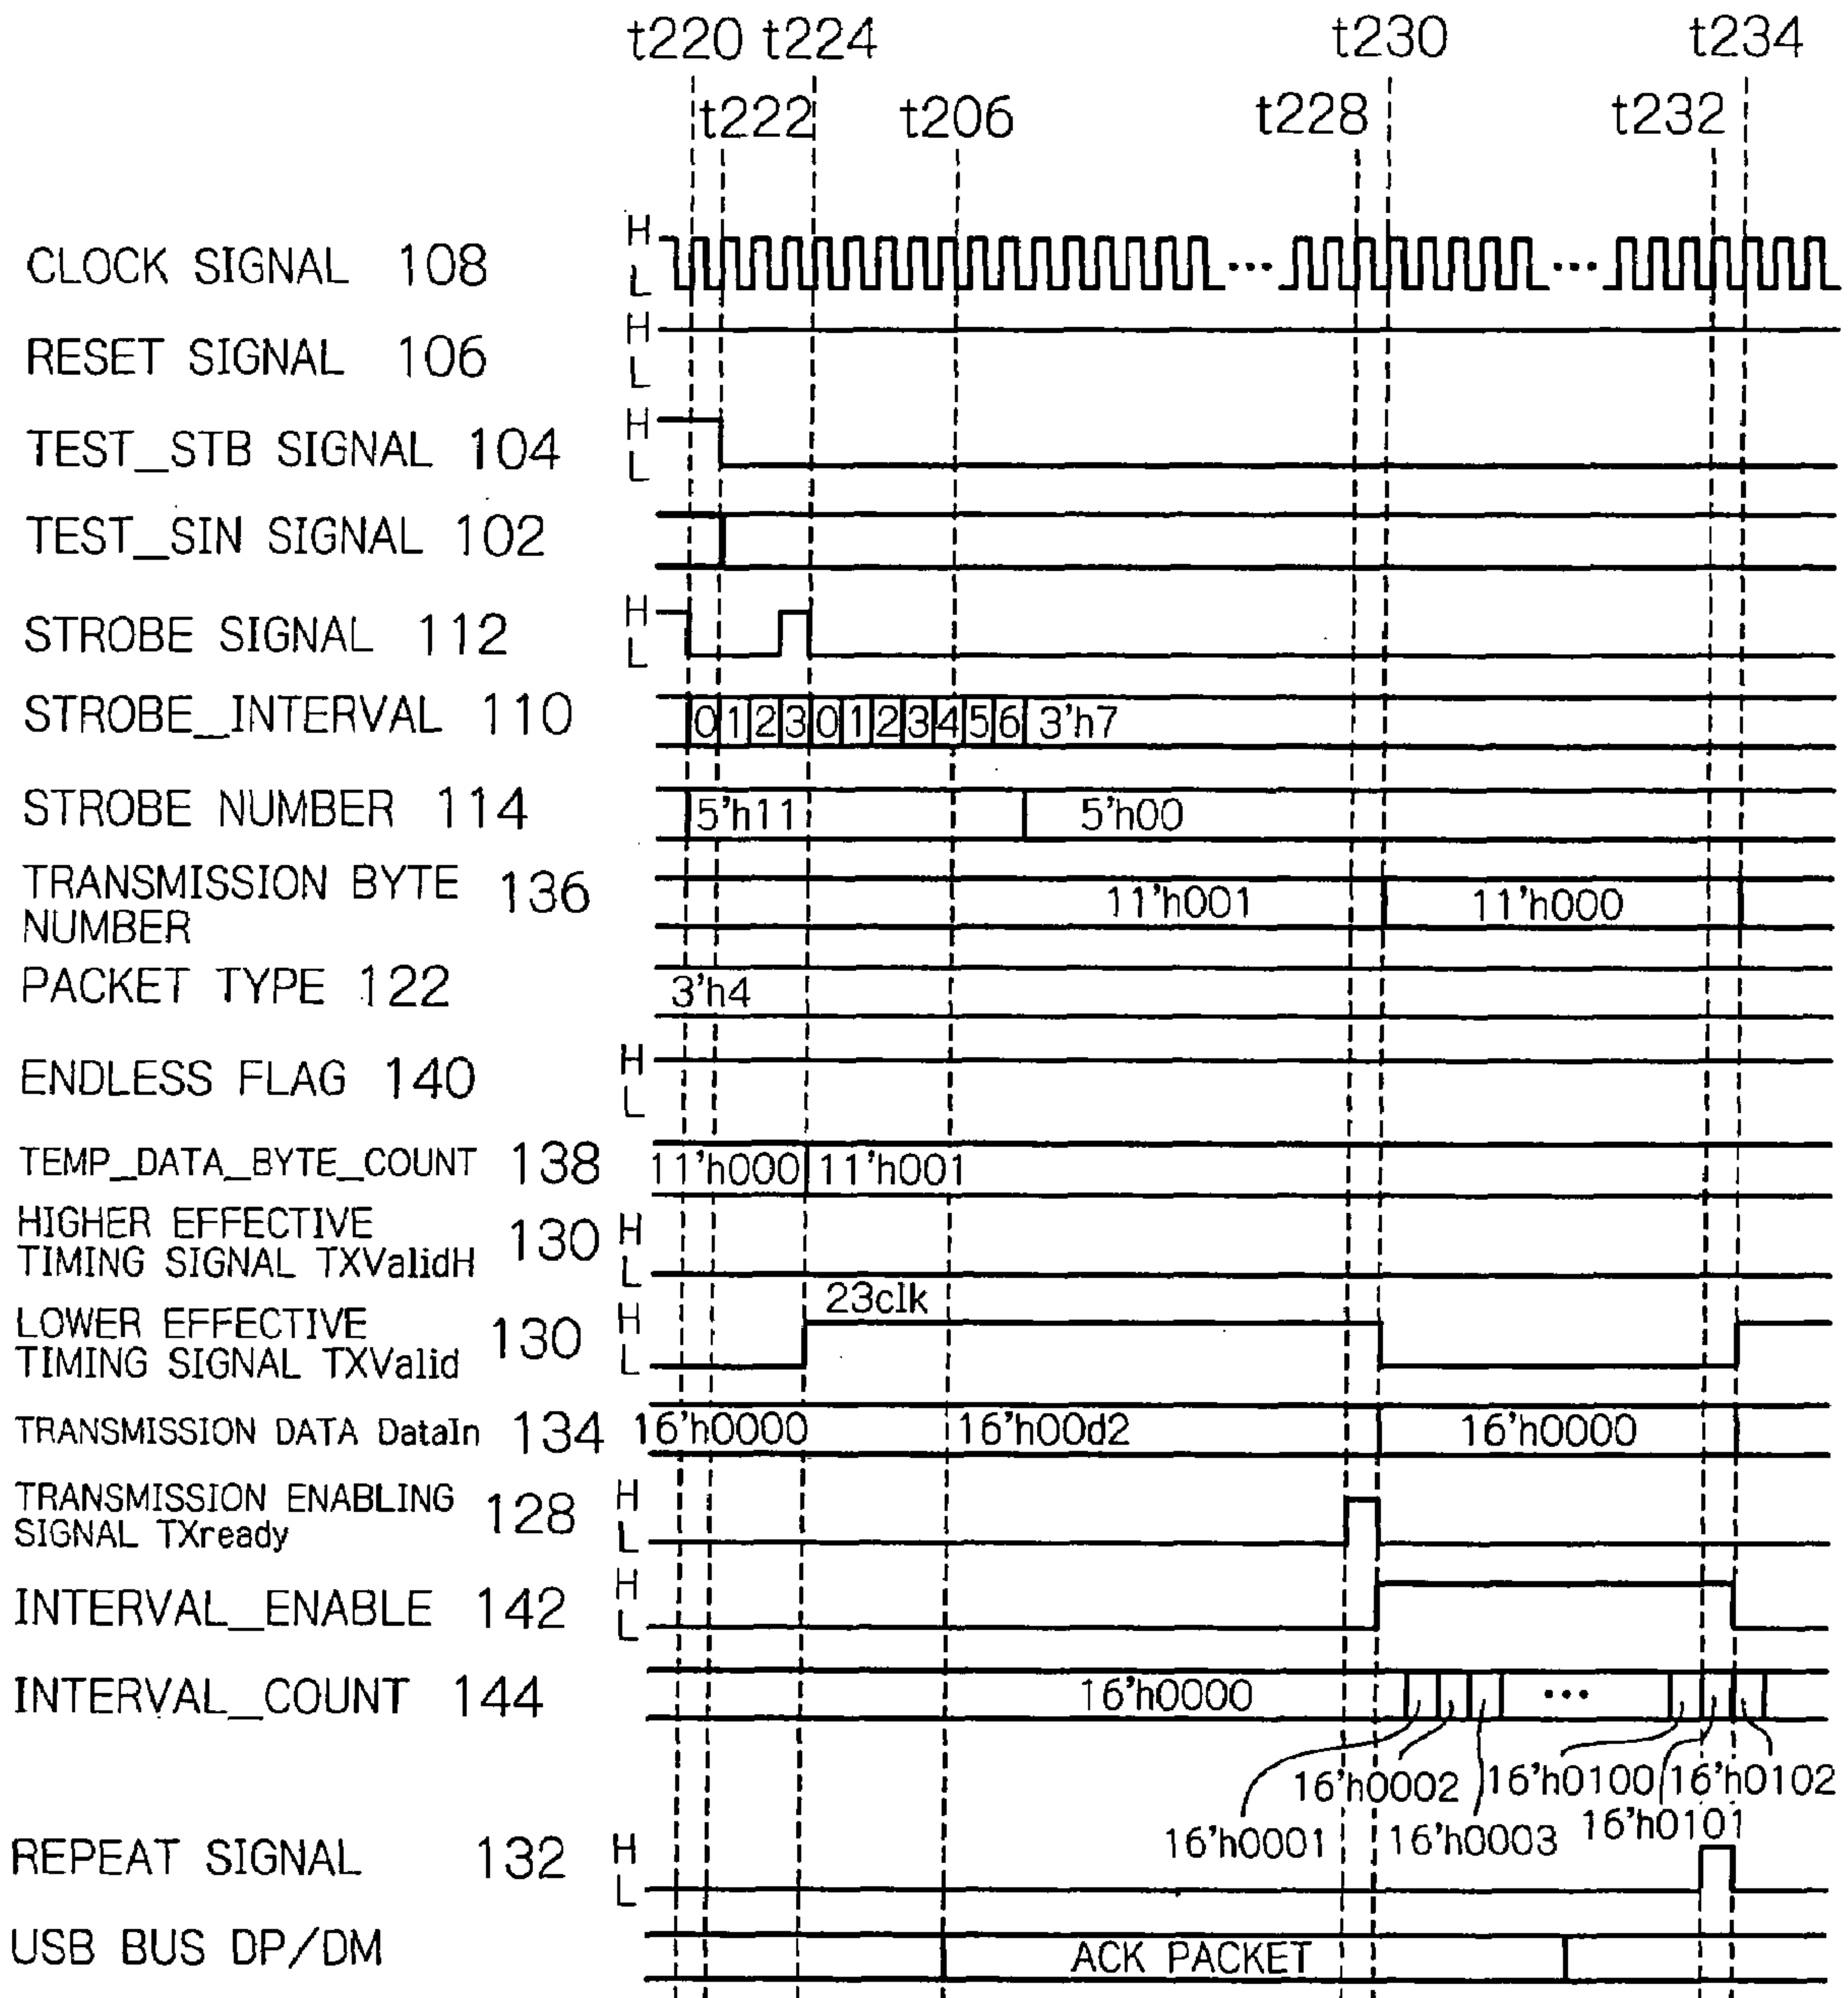 t220 t224 t230 t234
t222 t206 t228 t232
CLOCK SIGNAL 108 H L ... ...
RESET SIGNAL 106 H L
TEST_STB SIGNAL 104 H L
TEST_SIN SIGNAL 102
STROBE SIGNAL 112 H L
STROBE_INTERVAL 110 0 1 2 3 0 1 2 3 4 5 6 3'h7
STROBE NUMBER 114 5'h11 5'h00
TRANSMISSION BYTE NUMBER 136 11'h001 11'h000
PACKET TYPE 122 3'h4
ENDLESS FLAG 140 H L
TEMP_DATA_BYTE_COUNT 138 11'h000 11'h001
HIGHER EFFECTIVE
TIMING SIGNAL TXValidH 130 H L
23clk
LOWER EFFECTIVE
TIMING SIGNAL TXValid 130 H L
TRANSMISSION DATA DataIn 134 16'h0000 16'h00d2 16'h0000
TRANSMISSION ENABLING
SIGNAL TXready 128 H L
INTERVAL_ENABLE 142 H L
INTERVAL_COUNT 144 16'h0000 ...
16'h0002 16'h0100 16'h0102
16'h0001 16'h0003 16'h0101
REPEAT SIGNAL 132 H L
USB BUS DP/DM ACK PACKET